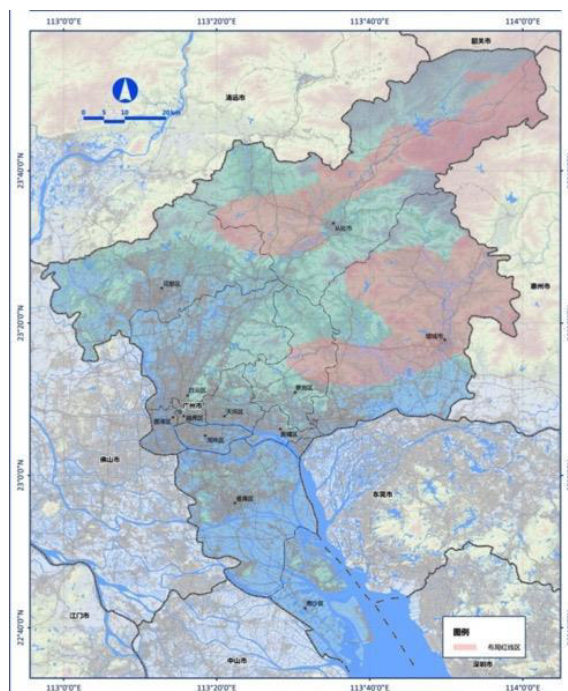 113°0'0"E 113°20'0"E 113°40'0"E 114°0'0"E
韶关市
清远市
0 5 10 20km
23°40'0"N
从化市
花都区
惠州市
23°20'0"N
增城市
白云区
萝岗区
广州市
天河区
越秀区
荔湾区
海珠区
黄埔区
佛山市
23°0'0"N
东莞市
番禺区
南沙区
江门市
22°40'0"N
图例
布局红线区
中山市
深圳市
113°0'0"E 113°20'0"E 113°40'0"E 114°0'0"E